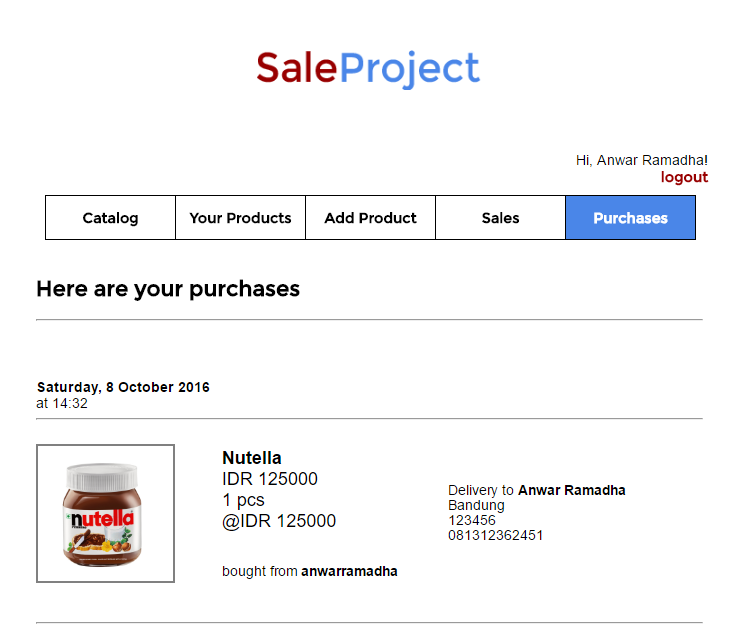 SaleProject
Hi, Anwar Ramadha!
logout
Catalog
Your Products
Add Product
Sales
Purchases
Here are your purchases
Saturday, 8 October 2016
at 14:32
nutella
Nutella
IDR 125000
1 pcs
@IDR 125000
bought from anwarramadha
Delivery to Anwar Ramadha
Bandung
123456
081312362451